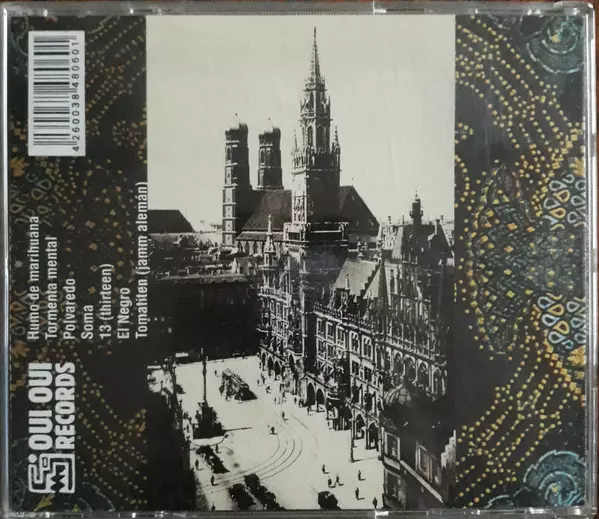 4 260038 480601
Humo de marihuana
Tormenta mental
Polvaredo
Soma
13 (thirteen)
El Negro
Tomaititen (jamm alemán)
OUI OUI
RECORDS